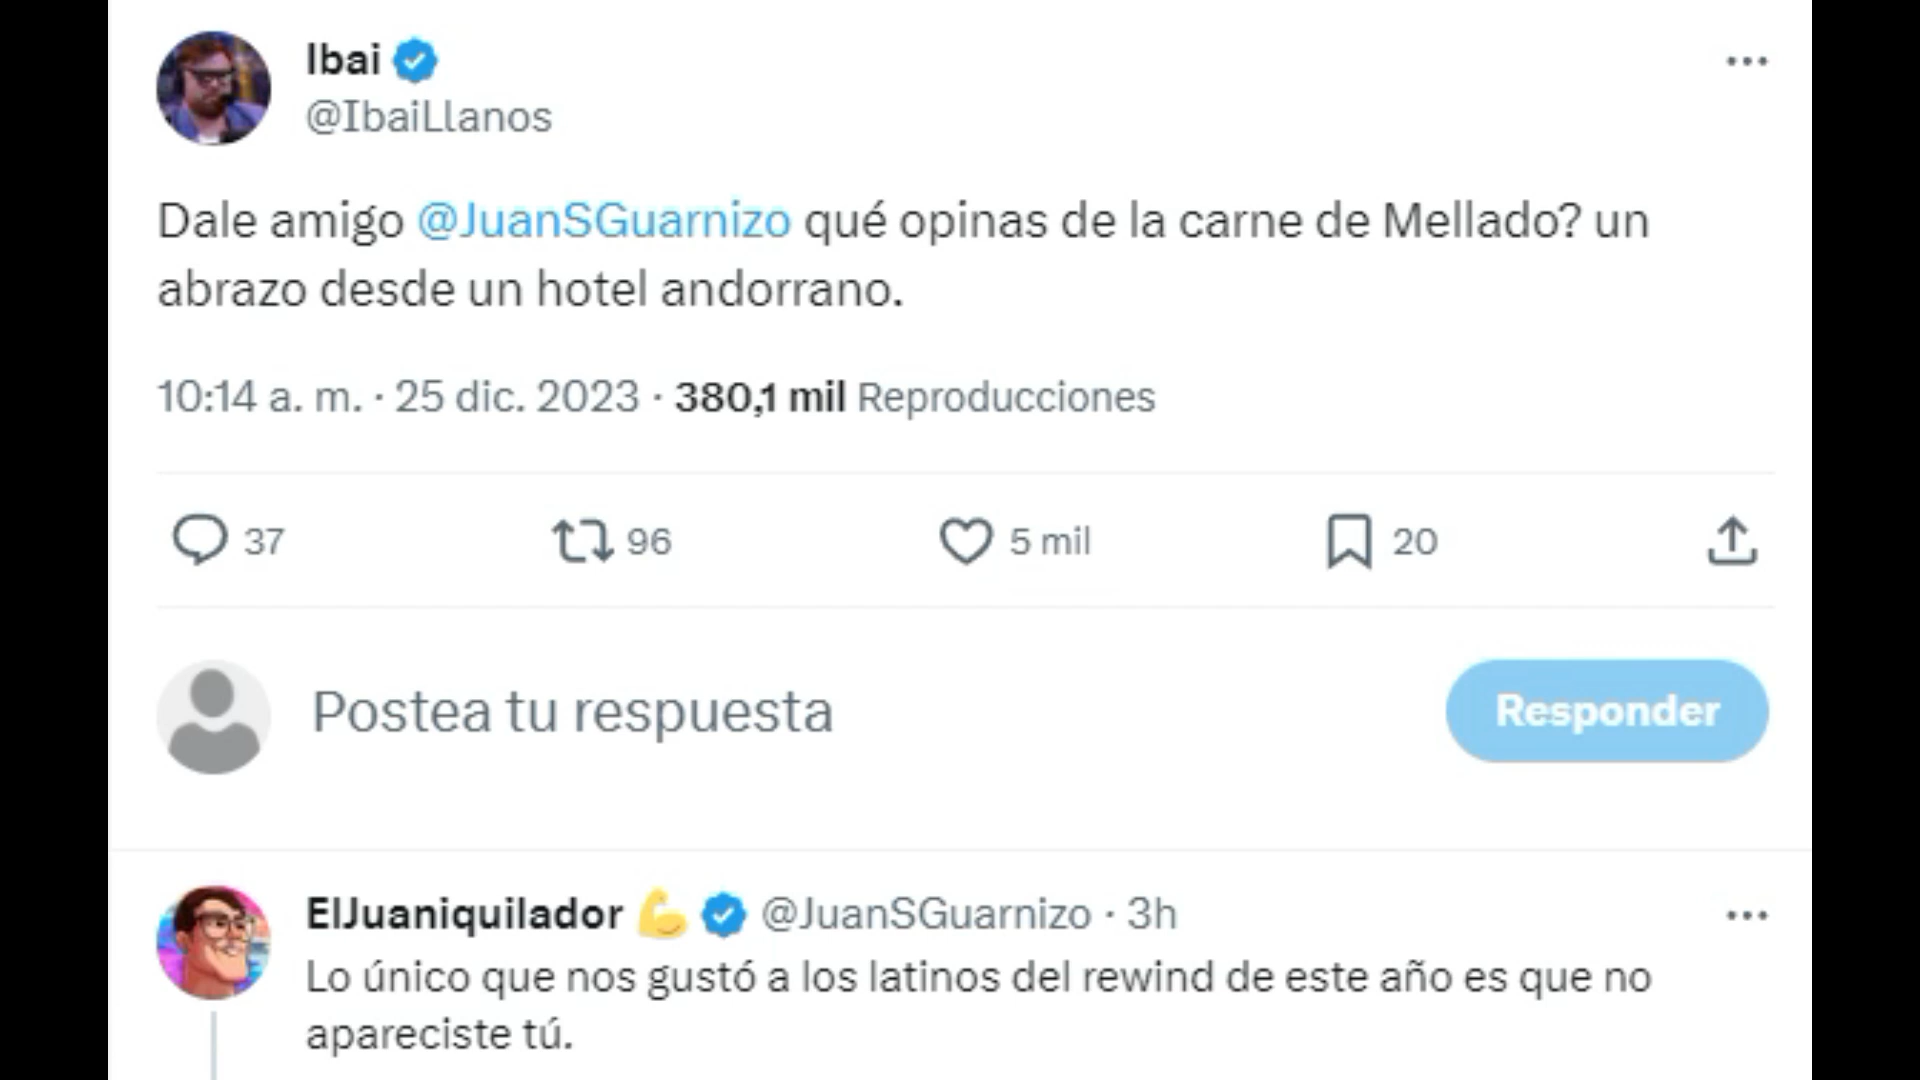 Ibai
@IbaiLlanos
Dale amigo @JuanSGuarnizo qué opinas de la carne de Mellado? un
abrazo desde un hotel andorrano.
10:14 a. m. · 25 dic. 2023 · 380,1 mil Reproducciones
37 96 5 mil 20
Postea tu respuesta
Responder
ElJuaniquilador 💪 @JuanSGuarnizo · 3h
Lo único que nos gustó a los latinos del rewind de este año es que no
apareciste tú.